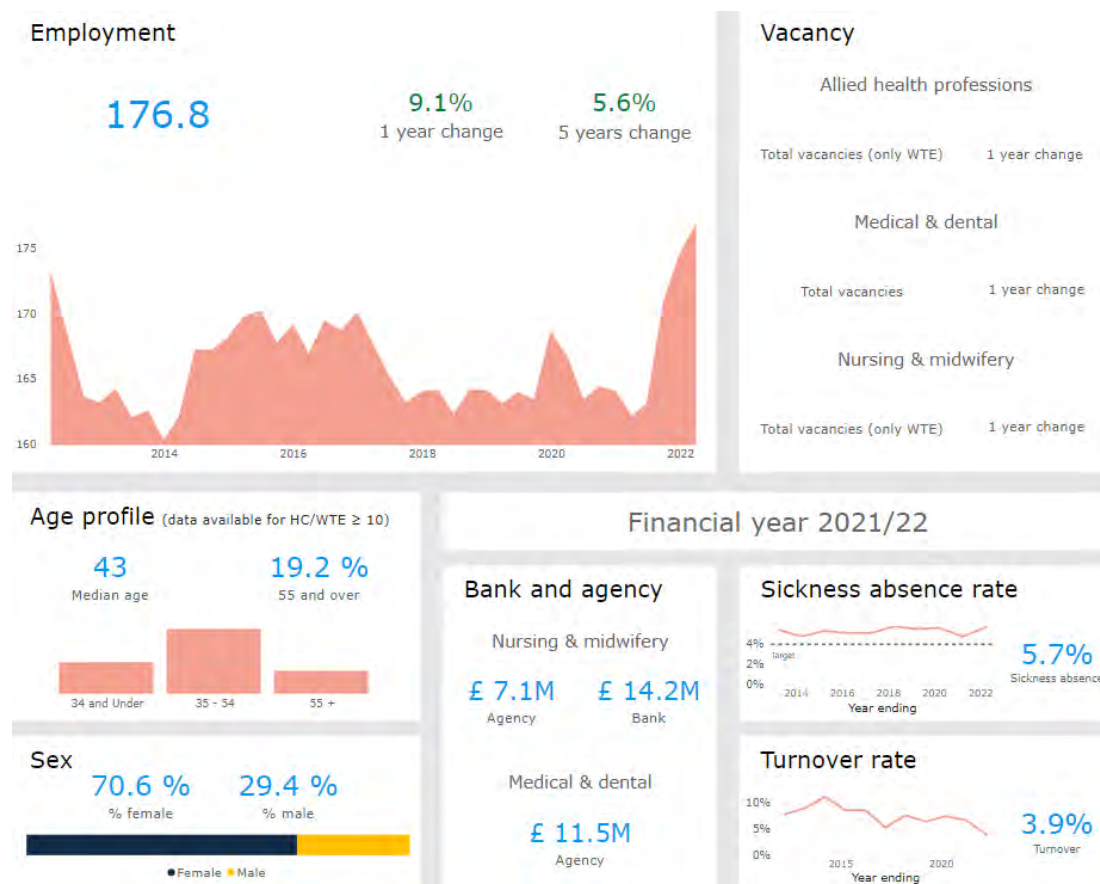 Employment
176.8
9.1%
1 year change
5.6%
5 years change
175
170
165
160
2014 2016 2018 2020 2022
Vacancy
Allied health professions
Total vacancies (only WTE) 1 year change
Medical & dental
Total vacancies 1 year change
Nursing & midwifery
Total vacancies (only WTE) 1 year change
Age profile (data available for HC/WTE ≥ 10)
43
Median age
19.2 %
55 and over
34 and Under 35 - 54 55 +
Sex
70.6 %
% female
29.4 %
% male
Female Male
Financial year 2021/22
Bank and agency
Nursing & midwifery
£ 7.1M
Agency
£ 14.2M
Bank
Medical & dental
£ 11.5M
Agency
Sickness absence rate
4%
Target
2%
0%
2014 2016 2018 2020 2022
Year ending
5.7%
Sickness absence
Turnover rate
10%
5%
0%
2015 2020
Year ending
3.9%
Turnover